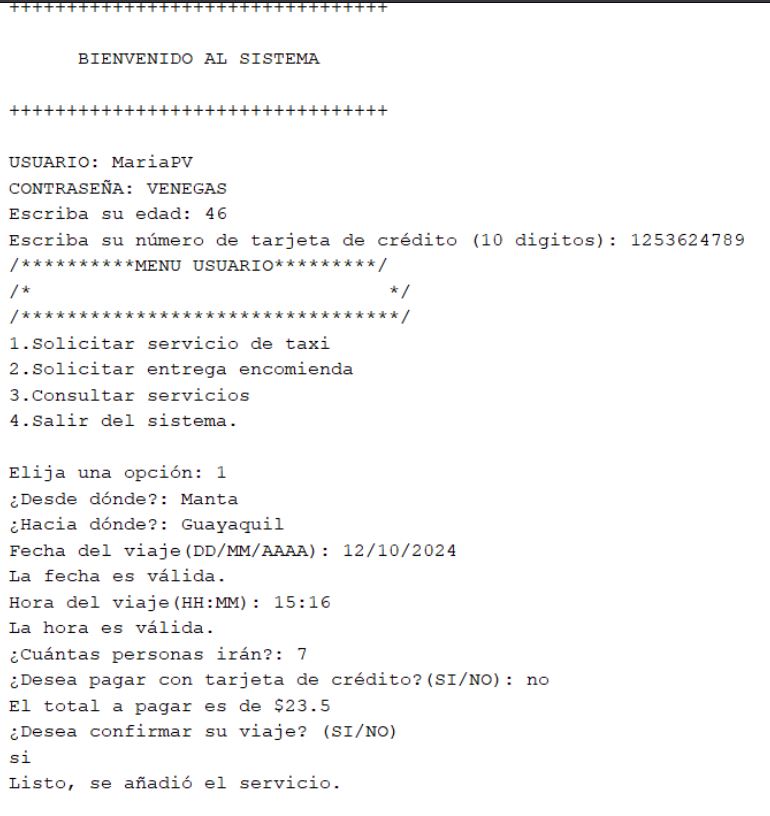 +++++++++++++++++++++++++++++++++
BIENVENIDO AL SISTEMA
+++++++++++++++++++++++++++++++++
USUARIO: MariaPV
CONTRASEÑA: VENEGAS
Escriba su edad: 46
Escriba su número de tarjeta de crédito (10 digitos): 1253624789
/**********MENU USUARIO*********/
/*                               */
/*********************************/
1.Solicitar servicio de taxi
2.Solicitar entrega encomienda
3.Consultar servicios
4.Salir del sistema.
Elija una opción: 1
¿Desde dónde?: Manta
¿Hacia dónde?: Guayaquil
Fecha del viaje(DD/MM/AAAA): 12/10/2024
La fecha es válida.
Hora del viaje(HH:MM): 15:16
La hora es válida.
¿Cuántas personas irán?: 7
¿Desea pagar con tarjeta de crédito?(SI/NO): no
El total a pagar es de $23.5
¿Desea confirmar su viaje? (SI/NO)
si
Listo, se añadió el servicio.